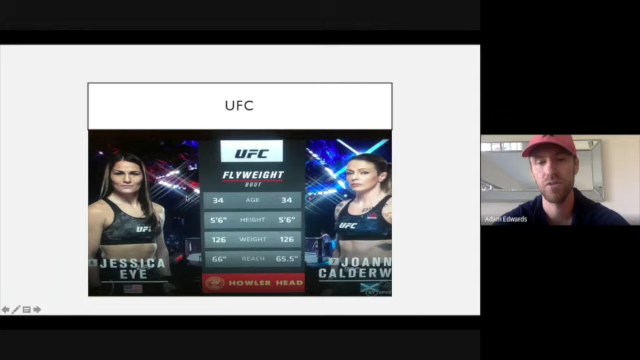 UFC
UFC
FLYWEIGHT
BOUT
34 AGE 34
5'6" HEIGHT 5'6"
126 WEIGHT 126
66" REACH 65.5"
HOWLER HEAD
UFC
UFC
JESSICA
EYE
JOANN
CALDERW
Adam Edwards